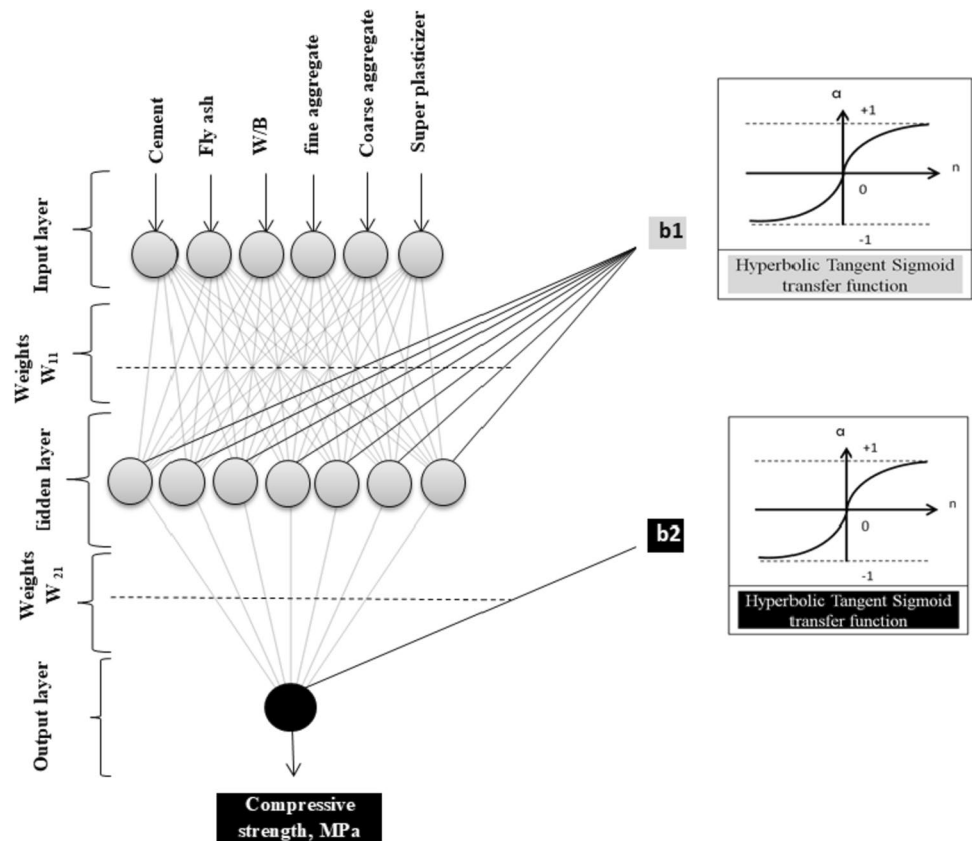 Cement
Fly ash
W/B
fine aggregate
Coarse aggregate
Super plasticizer
Input layer
b1
α
+1
n
0
-1
Hyperbolic Tangent Sigmoid
transfer function
Weights
W11
[idden layer
b2
α
+1
n
0
-1
Hyperbolic Tangent Sigmoid
transfer function
Weights
W 21
Output layer
Compressive
strength, MPa